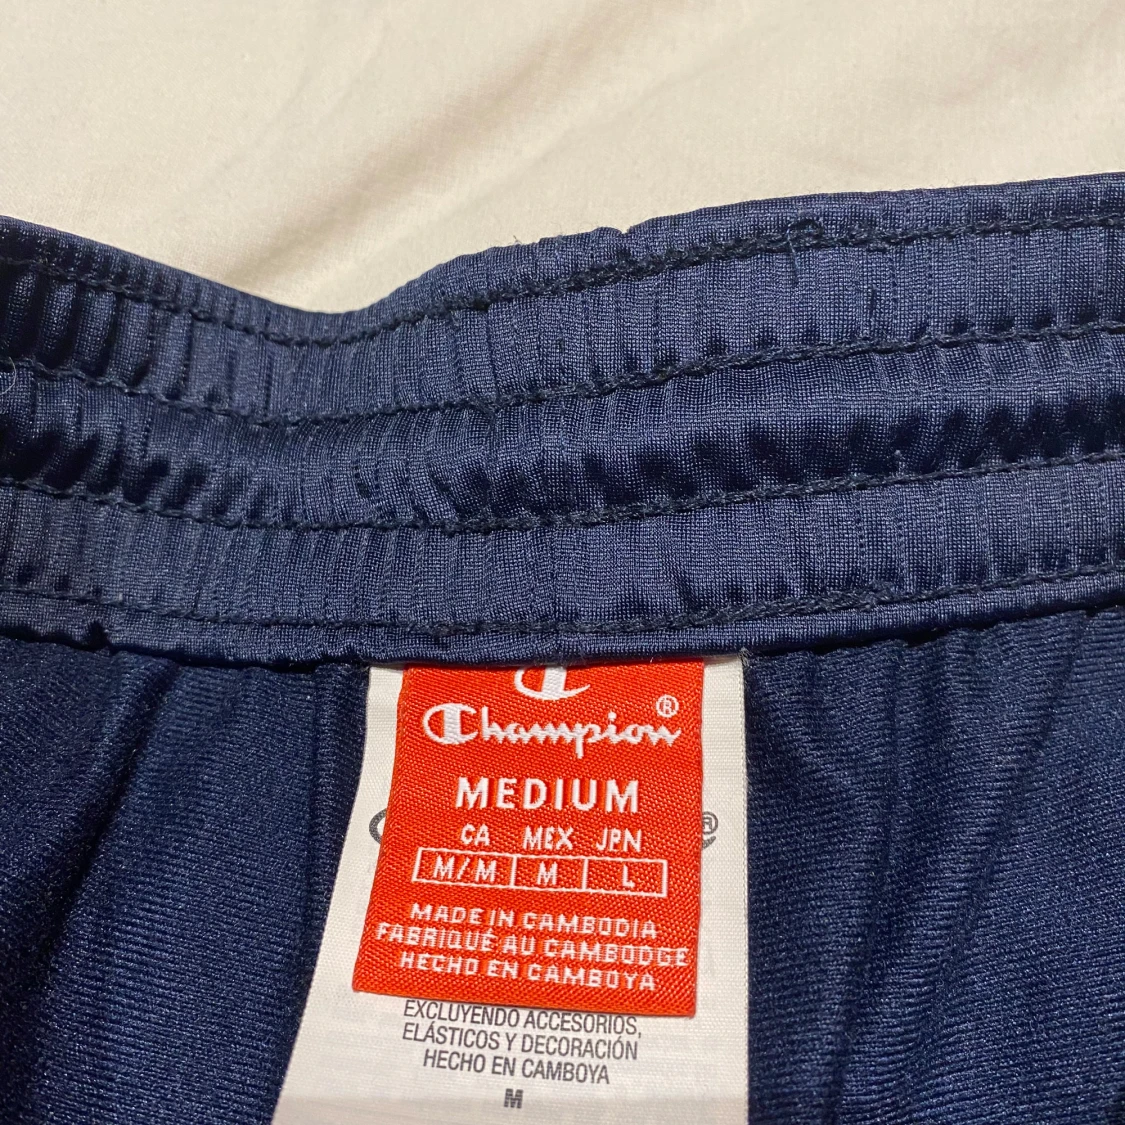 Champion®
MEDIUM
CA MEX JPN
M/M M L
MADE IN CAMBODIA
FABRIQUÉ AU CAMBODGE
HECHO EN CAMBOYA
®
EXCLUYENDO ACCESORIOS,
ELÁSTICOS Y DECORACIÓN
HECHO EN CAMBOYA
M